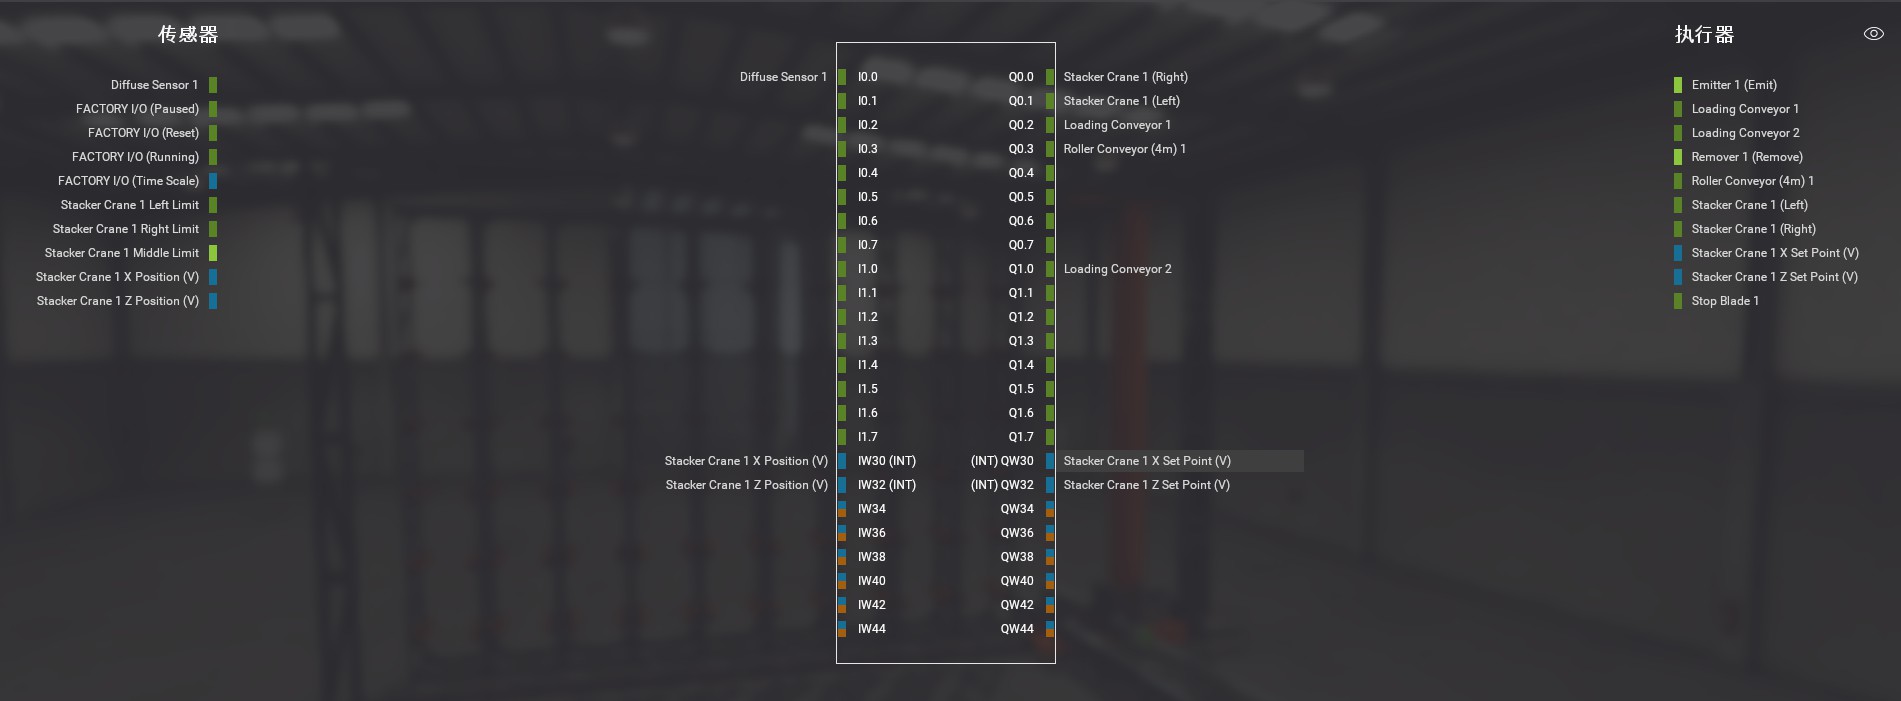 传感器
Diffuse Sensor 1
FACTORY I/O (Paused)
FACTORY I/O (Reset)
FACTORY I/O (Running)
FACTORY I/O (Time Scale)
Stacker Crane 1 Left Limit
Stacker Crane 1 Right Limit
Stacker Crane 1 Middle Limit
Stacker Crane 1 X Position (V)
Stacker Crane 1 Z Position (V)
Diffuse Sensor 1 I0.0 Q0.0 Stacker Crane 1 (Right)
I0.1 Q0.1 Stacker Crane 1 (Left)
I0.2 Q0.2 Loading Conveyor 1
I0.3 Q0.3 Roller Conveyor (4m) 1
I0.4 Q0.4
I0.5 Q0.5
I0.6 Q0.6
I0.7 Q0.7
I1.0 Q1.0 Loading Conveyor 2
I1.1 Q1.1
I1.2 Q1.2
I1.3 Q1.3
I1.4 Q1.4
I1.5 Q1.5
I1.6 Q1.6
I1.7 Q1.7
Stacker Crane 1 X Position (V) IW30 (INT) (INT) QW30 Stacker Crane 1 X Set Point (V)
Stacker Crane 1 Z Position (V) IW32 (INT) (INT) QW32 Stacker Crane 1 Z Set Point (V)
IW34 QW34
IW36 QW36
IW38 QW38
IW40 QW40
IW42 QW42
IW44 QW44
执行器
Emitter 1 (Emit)
Loading Conveyor 1
Loading Conveyor 2
Remover 1 (Remove)
Roller Conveyor (4m) 1
Stacker Crane 1 (Left)
Stacker Crane 1 (Right)
Stacker Crane 1 X Set Point (V)
Stacker Crane 1 Z Set Point (V)
Stop Blade 1